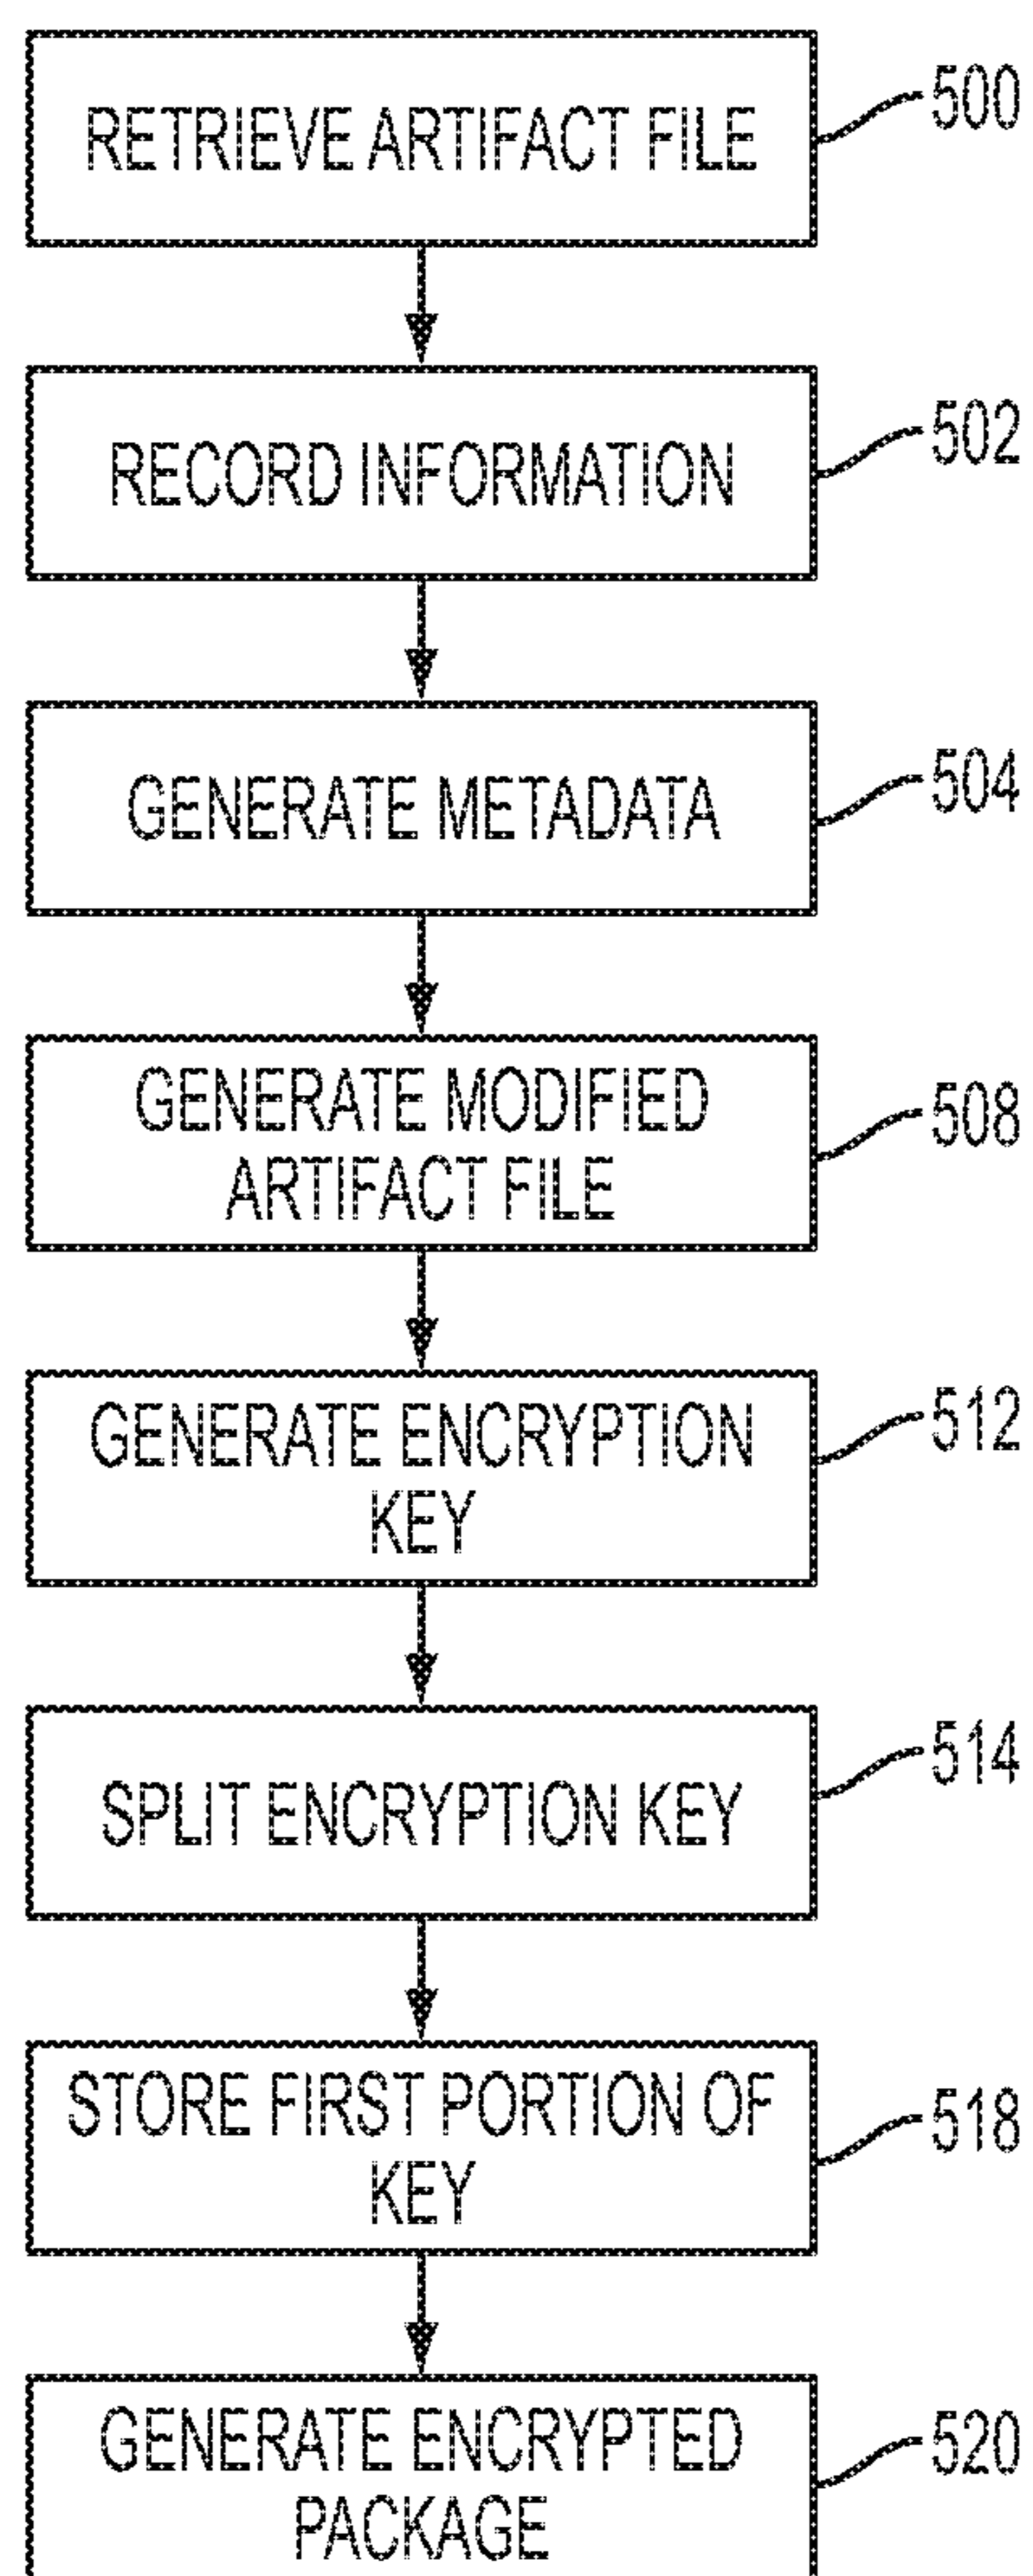 RETRIEVE ARTIFACT FILE
500
RECORD INFORMATION
502
GENERATE METADATA
504
GENERATE MODIFIED
ARTIFACT FILE
508
GENERATE ENCRYPTION
KEY
512
SPLIT ENCRYPTION KEY
514
STORE FIRST PORTION OF
KEY
518
GENERATE ENCRYPTED
PACKAGE
520